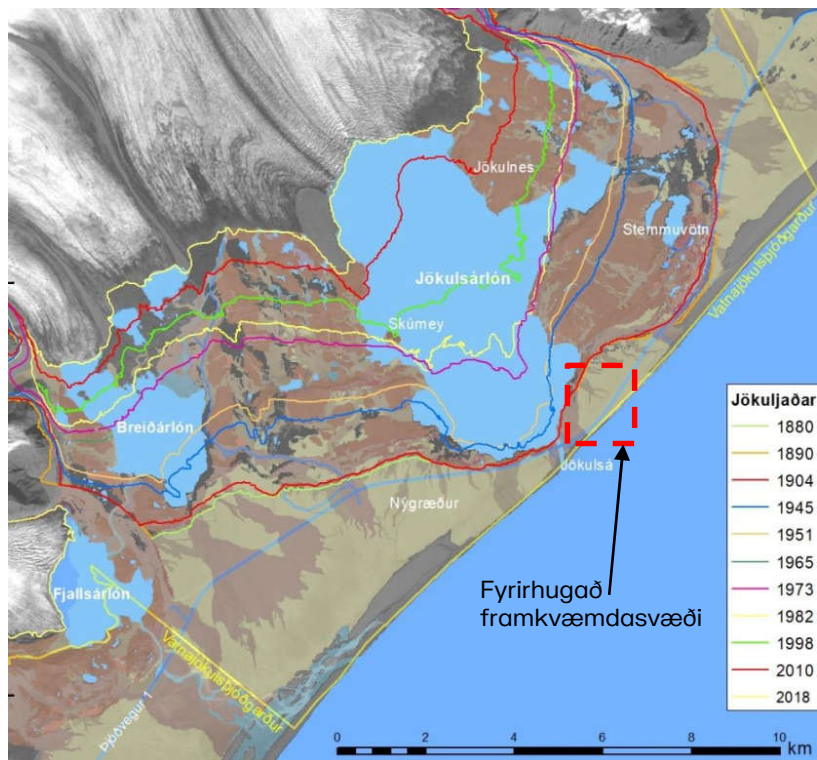 Jökulnes
Stemmuvötn
Jökulsárlón
Skúmey
Breiðárlón
Jökulsá
Nýgræður
Fjallsárlón
Vatnajökulsþjóðgarður
Vatnajökulsþjóðgarður
Þjóðvegur 1
Fyrirhugað
framkvæmdasvæði
Jökuljaðar
1880
1890
1904
1945
1951
1965
1973
1982
1998
2010
2018
0 2 4 6 8 10
km